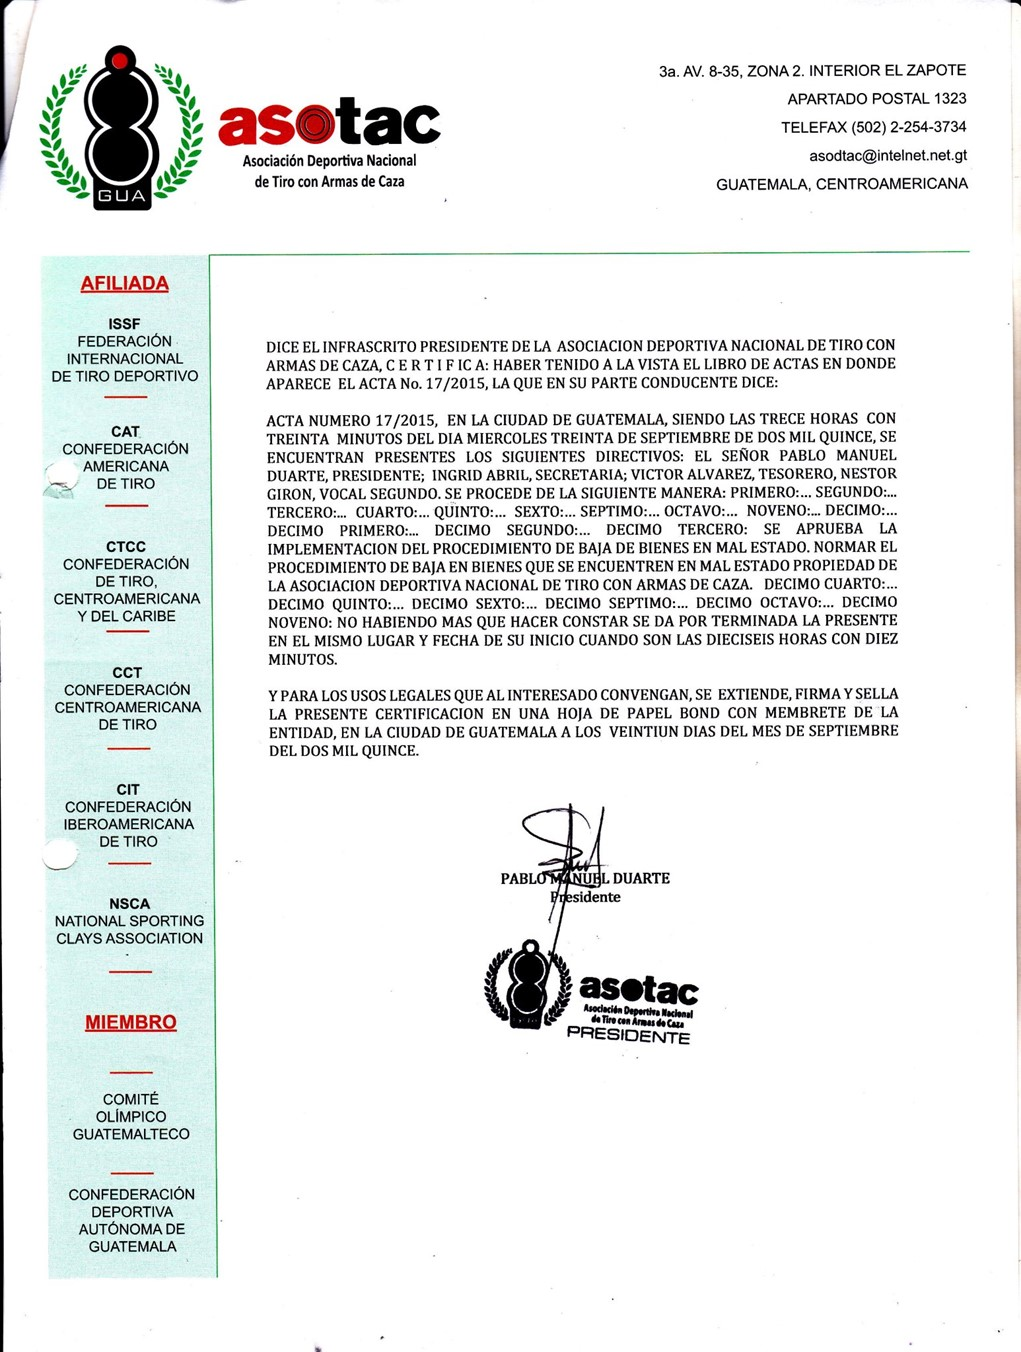 GUA
asotac
Asociación Deportiva Nacional
de Tiro con Armas de Caza
3a. AV. 8-35, ZONA 2. INTERIOR EL ZAPOTE
APARTADO POSTAL 1323
TELEFAX (502) 2-254-3734
asodtac@intelnet.net.gt
GUATEMALA, CENTROAMERICANA
AFILIADA
ISSF
FEDERACIÓN
INTERNACIONAL
DE TIRO DEPORTIVO
CAT
CONFEDERACIÓN
AMERICANA
DE TIRO
CTCC
CONFEDERACIÓN
DE TIRO,
CENTROAMERICANA
Y DEL CARIBE
CCT
CONFEDERACIÓN
CENTROAMERICANA
DE TIRO
CIT
CONFEDERACIÓN
IBEROAMERICANA
DE TIRO
NSCA
NATIONAL SPORTING
CLAYS ASSOCIATION
MIEMBRO
COMITÉ
OLÍMPICO
GUATEMALTECO
CONFEDERACIÓN
DEPORTIVA
AUTÓNOMA DE
GUATEMALA
DICE EL INFRASCRITO PRESIDENTE DE LA ASOCIACION DEPORTIVA NACIONAL DE TIRO CON
ARMAS DE CAZA, C E R T I F I C A: HABER TENIDO A LA VISTA EL LIBRO DE ACTAS EN DONDE
APARECE EL ACTA No. 17/2015, LA QUE EN SU PARTE CONDUCENTE DICE:
ACTA NUMERO 17/2015, EN LA CIUDAD DE GUATEMALA, SIENDO LAS TRECE HORAS CON
TREINTA MINUTOS DEL DIA MIERCOLES TREINTA DE SEPTIEMBRE DE DOS MIL QUINCE, SE
ENCUENTRAN PRESENTES LOS SIGUIENTES DIRECTIVOS: EL SEÑOR PABLO MANUEL
DUARTE, PRESIDENTE; INGRID ABRIL, SECRETARIA; VICTOR ALVAREZ, TESORERO, NESTOR
GIRON, VOCAL SEGUNDO. SE PROCEDE DE LA SIGUIENTE MANERA: PRIMERO:... SEGUNDO:...
TERCERO:... CUARTO:... QUINTO:... SEXTO:... SEPTIMO:... OCTAVO:... NOVENO:... DECIMO:...
DECIMO PRIMERO:... DECIMO SEGUNDO:... DECIMO TERCERO: SE APRUEBA LA
IMPLEMENTACION DEL PROCEDIMIENTO DE BAJA DE BIENES EN MAL ESTADO. NORMAR EL
PROCEDIMIENTO DE BAJA EN BIENES QUE SE ENCUENTREN EN MAL ESTADO PROPIEDAD DE
LA ASOCIACION DEPORTIVA NACIONAL DE TIRO CON ARMAS DE CAZA. DECIMO CUARTO:...
DECIMO QUINTO:... DECIMO SEXTO:... DECIMO SEPTIMO:... DECIMO OCTAVO:... DECIMO
NOVENO: NO HABIENDO MAS QUE HACER CONSTAR SE DA POR TERMINADA LA PRESENTE
EN EL MISMO LUGAR Y FECHA DE SU INICIO CUANDO SON LAS DIECISEIS HORAS CON DIEZ
MINUTOS.
Y PARA LOS USOS LEGALES QUE AL INTERESADO CONVENGAN, SE EXTIENDE, FIRMA Y SELLA
LA PRESENTE CERTIFICACION EN UNA HOJA DE PAPEL BOND CON MEMBRETE DE LA
ENTIDAD, EN LA CIUDAD DE GUATEMALA A LOS VEINTIUN DIAS DEL MES DE SEPTIEMBRE
DEL DOS MIL QUINCE.
PABLO MANUEL DUARTE
Presidente
asotac
Asociación Deportiva Nacional
de Tiro con Armas de Caza
PRESIDENTE